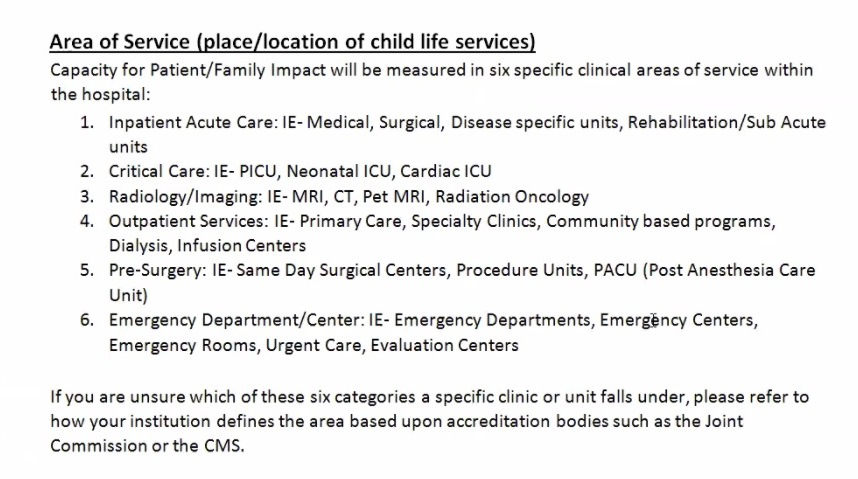 Area of Service (place/location of child life services)
Capacity for Patient/Family Impact will be measured in six specific clinical areas of service within
the hospital:
1. Inpatient Acute Care: IE- Medical, Surgical, Disease specific units, Rehabilitation/Sub Acute
units
2. Critical Care: IE- PICU, Neonatal ICU, Cardiac ICU
3. Radiology/Imaging: IE- MRI, CT, Pet MRI, Radiation Oncology
4. Outpatient Services: IE- Primary Care, Specialty Clinics, Community based programs,
Dialysis, Infusion Centers
5. Pre-Surgery: IE- Same Day Surgical Centers, Procedure Units, PACU (Post Anesthesia Care
Unit)
6. Emergency Department/Center: IE- Emergency Departments, Emergency Centers,
Emergency Rooms, Urgent Care, Evaluation Centers
If you are unsure which of these six categories a specific clinic or unit falls under, please refer to
how your institution defines the area based upon accreditation bodies such as the Joint
Commission or the CMS.